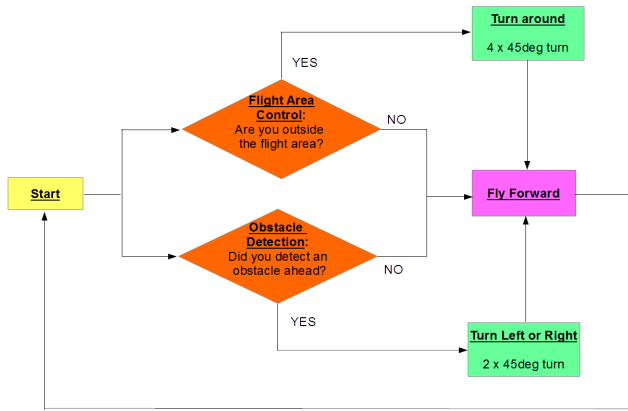 Turn around
4 x 45deg turn
YES
Flight Area
Control:
Are you outside
the flight area?
NO
Start
Fly Forward
Obstacle
Detection:
Did you detect an
obstacle ahead?
NO
YES
Turn Left or Right
2 x 45deg turn